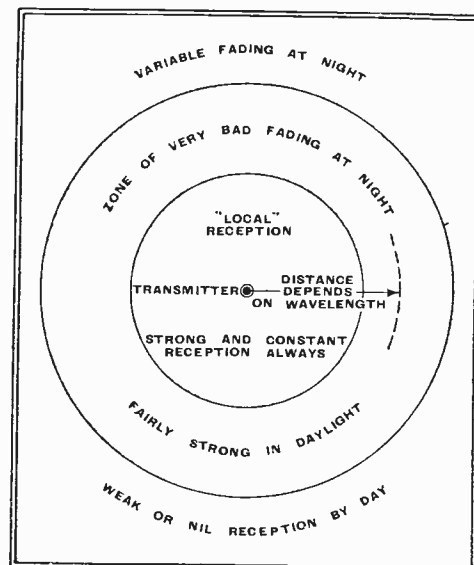 VARIABLE FADING AT NIGHT
ZONE OF VERY BAD FADING AT NIGHT
"LOCAL"
RECEPTION
TRANSMITTER
DISTANCE
DEPENDS
ON WAVELENGTH
STRONG AND CONSTANT
RECEPTION ALWAYS
FAIRLY STRONG IN DAYLIGHT
WEAK OR NIL RECEPTION BY DAY